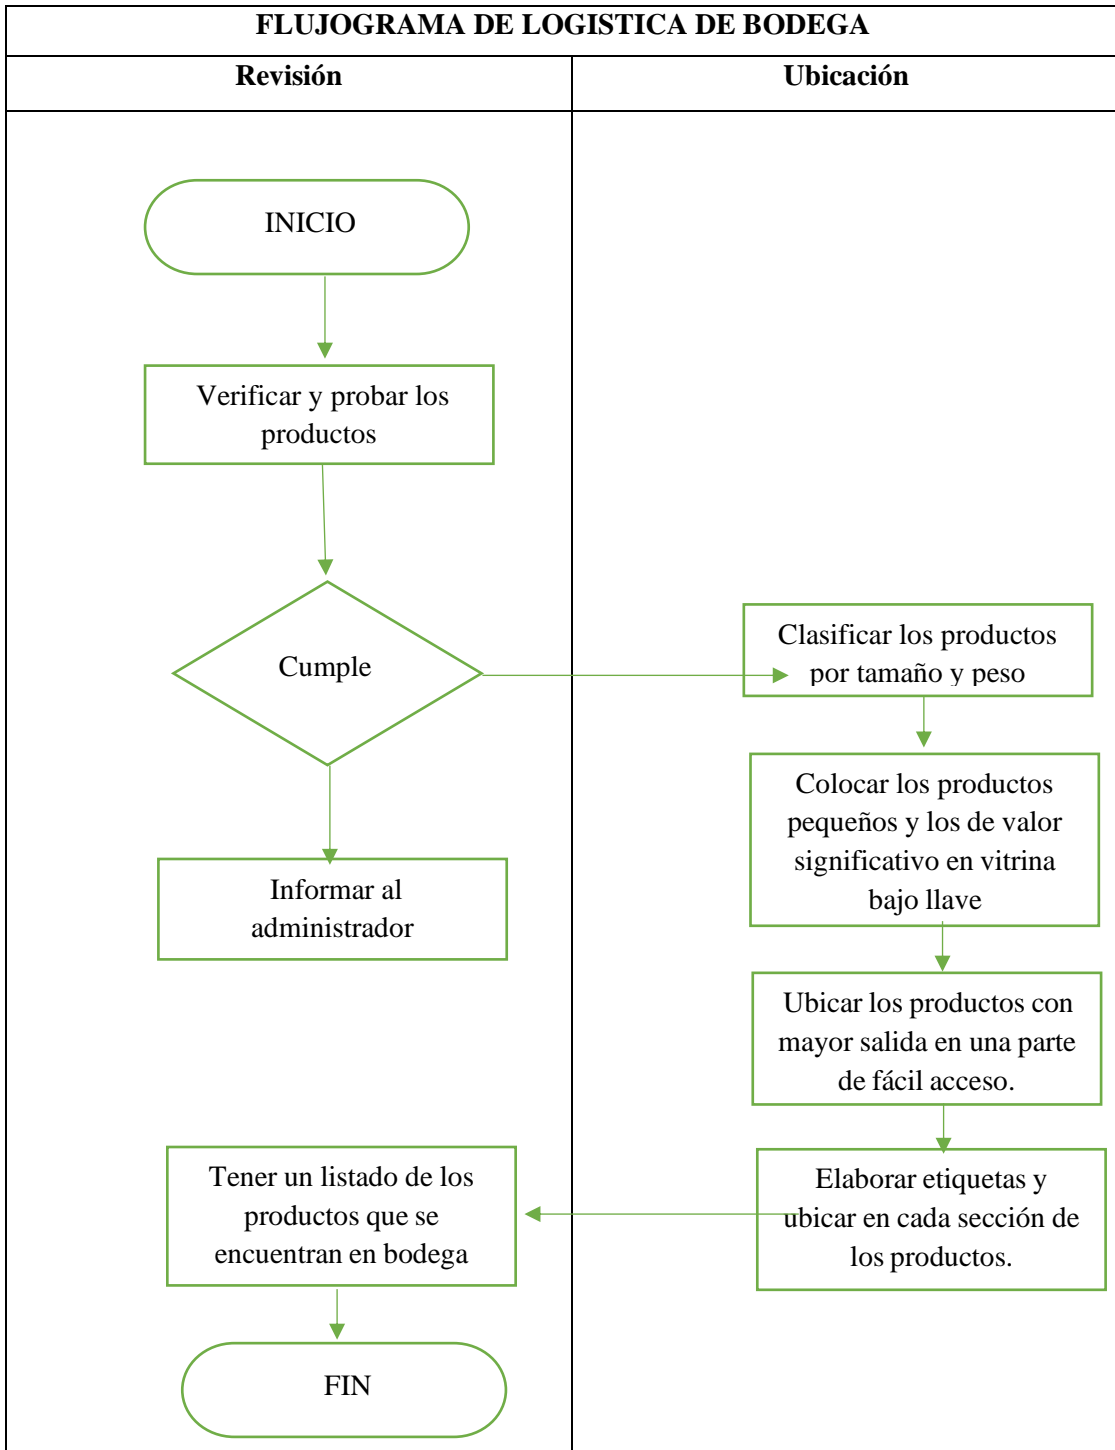 FLUJOGRAMA DE LOGISTICA DE BODEGA
Revisión
Ubicación
INICIO
Verificar y probar los
productos
Cumple
Informar al
administrador
Clasificar los productos
por tamaño y peso
Colocar los productos
pequeños y los de valor
significativo en vitrina
bajo llave
Ubicar los productos con
mayor salida en una parte
de fácil acceso.
Elaborar etiquetas y
ubicar en cada sección de
los productos.
Tener un listado de los
productos que se
encuentran en bodega
FIN